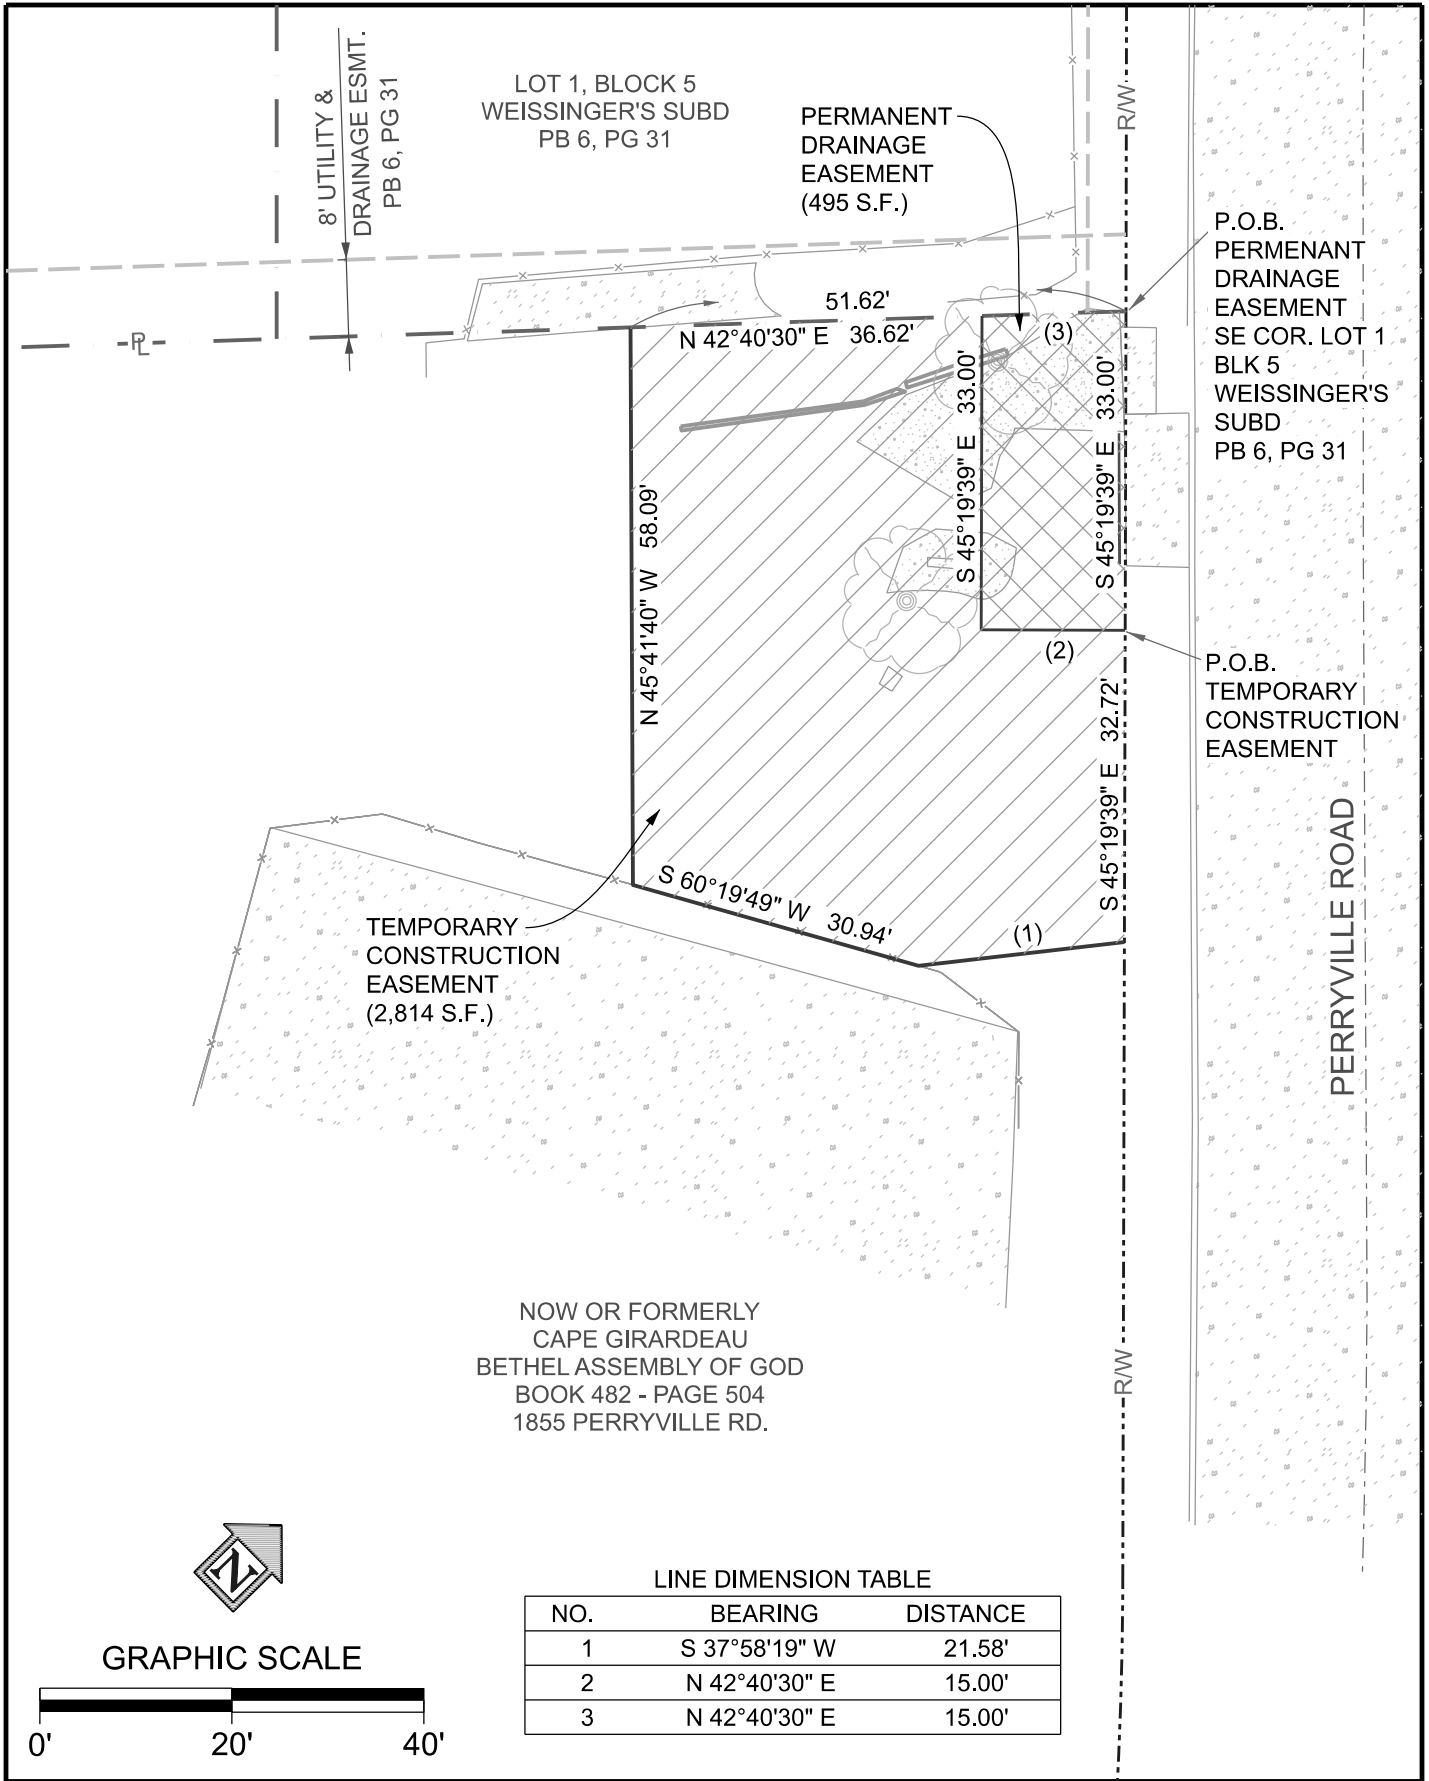 8' UTILITY &
DRAINAGE ESMT.
PB 6, PG 31
LOT 1, BLOCK 5
WEISSINGER'S SUBD
PB 6, PG 31
PERMANENT
DRAINAGE
EASEMENT
(495 S.F.)
R/W
P.O.B.
PERMENANT
DRAINAGE
EASEMENT
SE COR. LOT 1
BLK 5
WEISSINGER'S
SUBD
PB 6, PG 31
PL
51.62'
N 42°40'30" E 36.62'
(3)
S 45°19'39" E 33.00'
S 45°19'39" E 33.00'
N 45°41'40" W 58.09'
(2)
P.O.B.
TEMPORARY
CONSTRUCTION
EASEMENT
S 45°19'39" E 32.72'
S 60°19'49" W 30.94'
(1)
TEMPORARY
CONSTRUCTION
EASEMENT
(2,814 S.F.)
PERRYVILLE ROAD
NOW OR FORMERLY
CAPE GIRARDEAU
BETHEL ASSEMBLY OF GOD
BOOK 482 - PAGE 504
1855 PERRYVILLE RD.
R/W
N
GRAPHIC SCALE
0' 20' 40'
LINE DIMENSION TABLE
NO. BEARING DISTANCE
1 S 37°58'19" W 21.58'
2 N 42°40'30" E 15.00'
3 N 42°40'30" E 15.00'